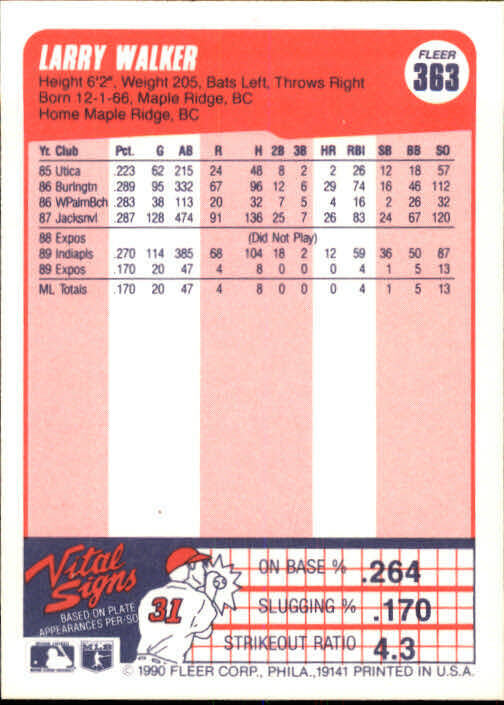 LARRY WALKER
FLEER
363
Height 6'2", Weight 205, Bats Left, Throws Right
Born 12-1-66, Maple Ridge, BC
Home Maple Ridge, BC
Yr. Club Pct. G AB R H 2B 3B HR RBI SB BB SO
85 Utica .223 62 215 24 48 8 2 2 26 12 18 57
86 Burlngtn .289 95 332 67 96 12 6 29 74 16 46 112
86 WPalmBch .283 38 113 20 32 7 5 4 16 2 26 32
87 Jacksnvl .287 128 474 91 136 25 7 26 83 24 67 120
88 Expos (Did Not Play)
89 Indiapls .270 114 385 68 104 18 2 12 59 36 50 87
89 Expos .170 20 47 4 8 0 0 0 4 1 5 13
ML Totals .170 20 47 4 8 0 0 0 4 1 5 13
Vital
Signs
BASED ON PLATE
APPEARANCES PER/SO
31
ON BASE % .264
SLUGGING % .170
STRIKEOUT RATIO 4.3
© 1990 FLEER CORP., PHILA., 19141 PRINTED IN U.S.A.